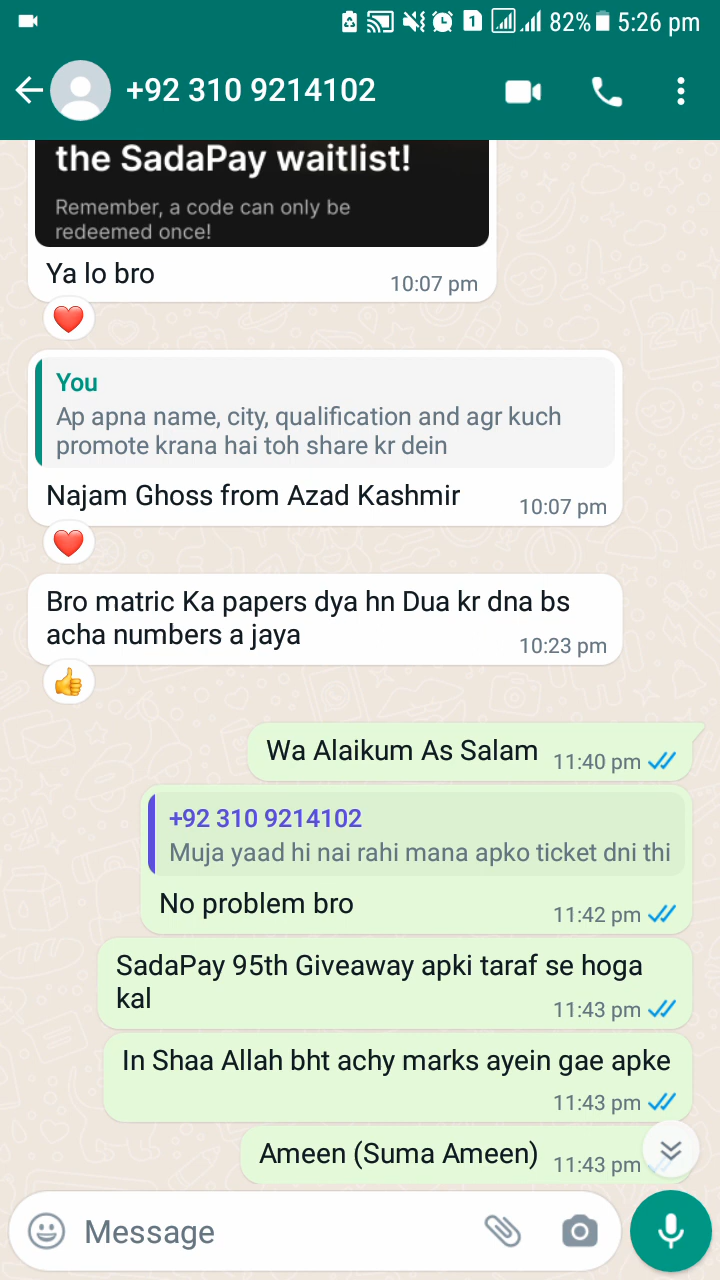 1
82%
5:26 pm
+92 310 9214102
the SadaPay waitlist!
Remember, a code can only be
redeemed once!
Ya lo bro
10:07 pm
You
Ap apna name, city, qualification and agr kuch
promote krana hai toh share kr dein
Najam Ghoss from Azad Kashmir
10:07 pm
Bro matric Ka papers dya hn Dua kr dna bs
acha numbers a jaya
10:23 pm
Wa Alaikum As Salam
11:40 pm
+92 310 9214102
Muja yaad hi nai rahi mana apko ticket dni thi
No problem bro
11:42 pm
SadaPay 95th Giveaway apki taraf se hoga
kal
11:43 pm
In Shaa Allah bht achy marks ayein gae apke
11:43 pm
Ameen (Suma Ameen)
11:43 pm
Message